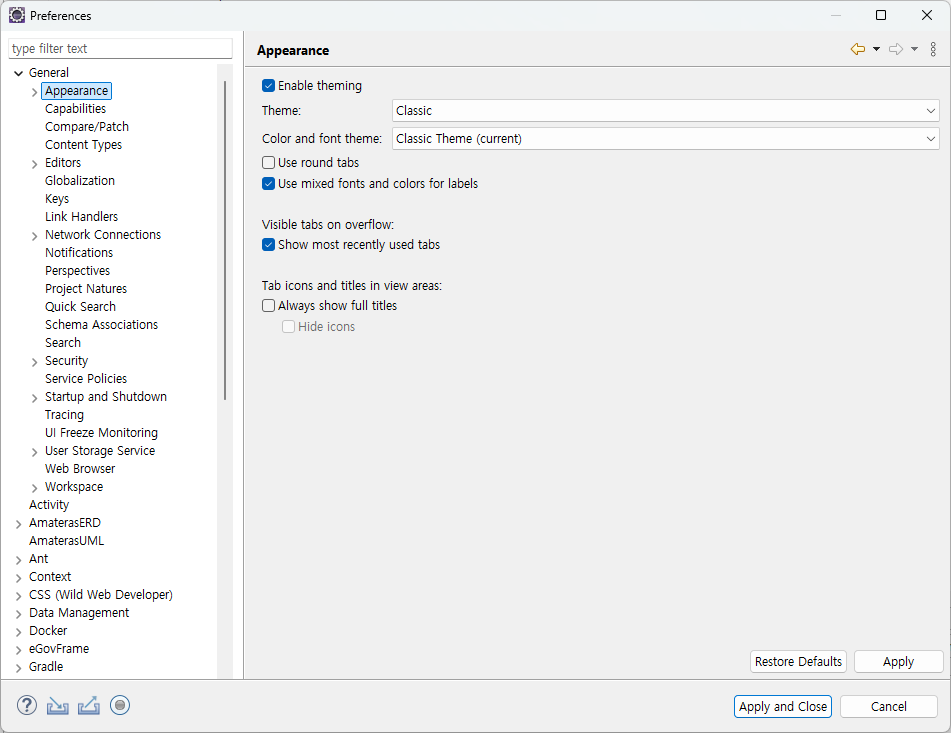 Preferences
type filter text
General
Appearance
Capabilities
Compare/Patch
Content Types
Editors
Globalization
Keys
Link Handlers
Network Connections
Notifications
Perspectives
Project Natures
Quick Search
Schema Associations
Search
Security
Service Policies
Startup and Shutdown
Tracing
UI Freeze Monitoring
User Storage Service
Web Browser
Workspace
Activity
AmaterasERD
AmaterasUML
Ant
Context
CSS (Wild Web Developer)
Data Management
Docker
eGovFrame
Gradle
Appearance
Enable theming
Theme: Classic
Color and font theme: Classic Theme (current)
Use round tabs
Use mixed fonts and colors for labels
Visible tabs on overflow:
Show most recently used tabs
Tab icons and titles in view areas:
Always show full titles
Hide icons
Restore Defaults Apply
Apply and Close Cancel